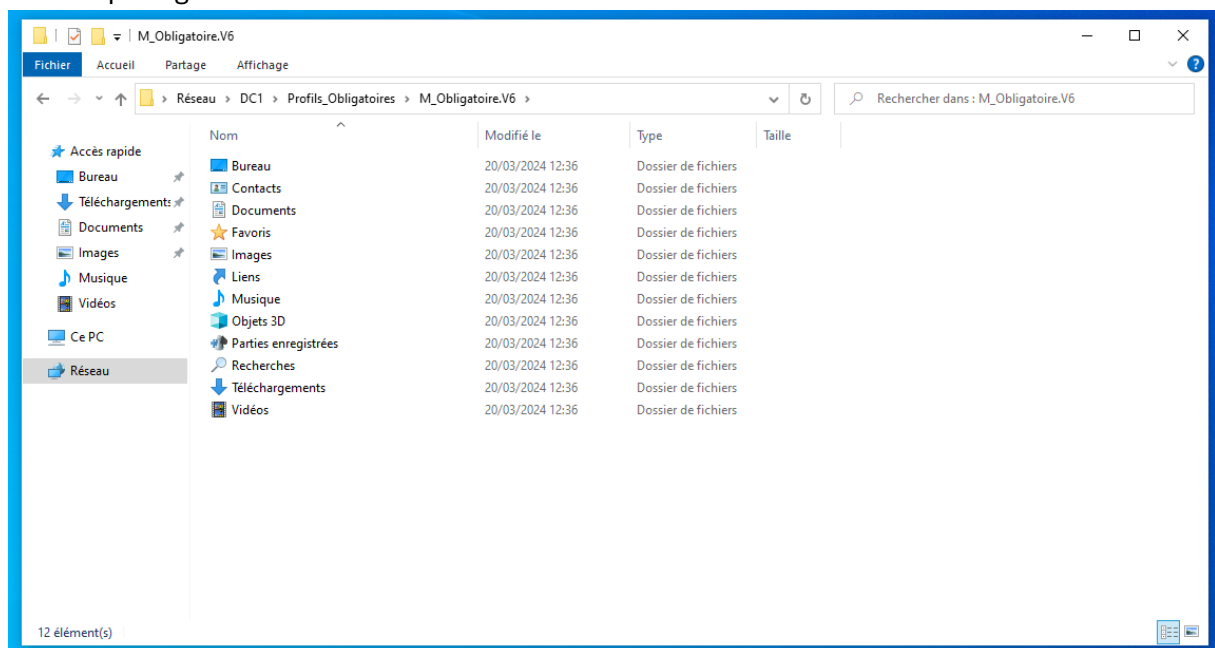 M_Obligatoire.V6
Fichier Accueil Partage Affichage
Réseau > DC1 > Profils_Obligatoires > M_Obligatoire.V6 >
Rechercher dans : M_Obligatoire.V6
Accès rapide
Bureau
Téléchargements
Documents
Images
Musique
Vidéos
Ce PC
Réseau
Nom Modifié le Type Taille
Bureau 20/03/2024 12:36 Dossier de fichiers
Contacts 20/03/2024 12:36 Dossier de fichiers
Documents 20/03/2024 12:36 Dossier de fichiers
Favoris 20/03/2024 12:36 Dossier de fichiers
Images 20/03/2024 12:36 Dossier de fichiers
Liens 20/03/2024 12:36 Dossier de fichiers
Musique 20/03/2024 12:36 Dossier de fichiers
Objets 3D 20/03/2024 12:36 Dossier de fichiers
Parties enregistrées 20/03/2024 12:36 Dossier de fichiers
Recherches 20/03/2024 12:36 Dossier de fichiers
Téléchargements 20/03/2024 12:36 Dossier de fichiers
Vidéos 20/03/2024 12:36 Dossier de fichiers
12 élément(s)